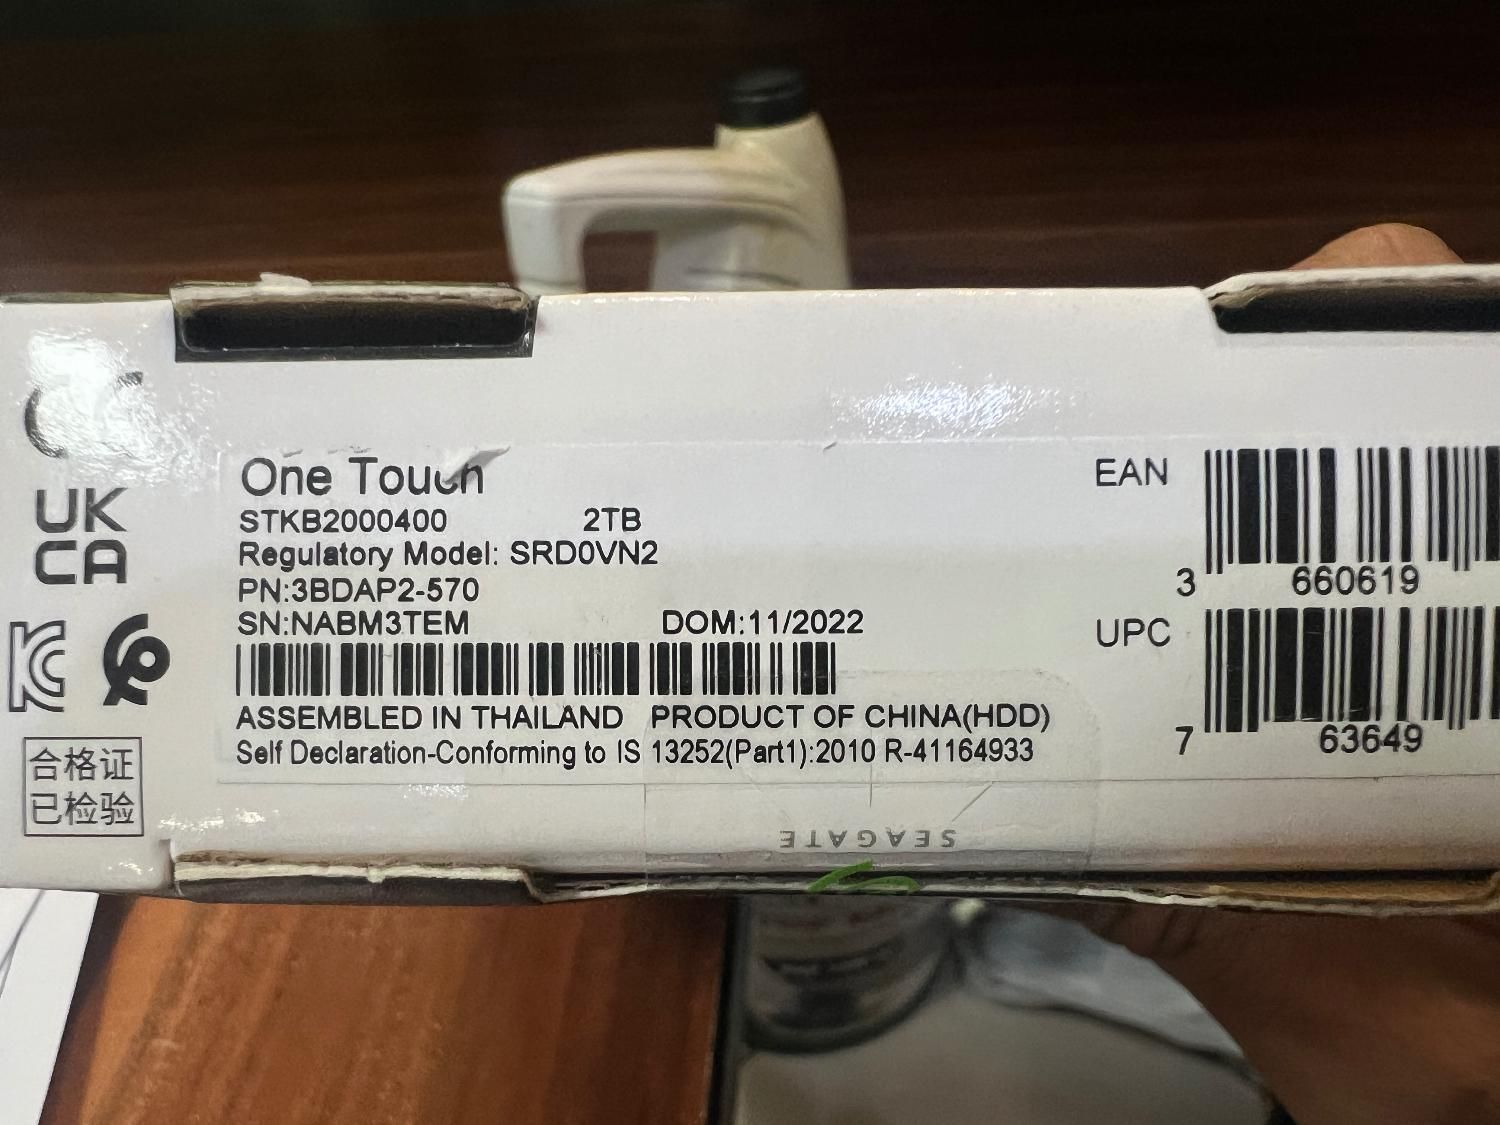 UK
CA
合格证
已检验
One Touch
STKB2000400 2TB
Regulatory Model: SRD0VN2
PN:3BDAP2-570
SN:NABM3TEM DOM:11/2022
ASSEMBLED IN THAILAND PRODUCT OF CHINA(HDD)
Self Declaration-Conforming to IS 13252(Part1):2010 R-41164933
EAN
3 660619
UPC
7 63649
SEAGATE